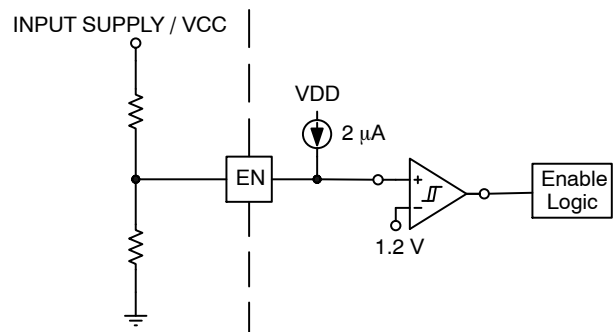 INPUT SUPPLY / VCC
VDD
2 μA
EN
+
−
1.2 V
Enable
Logic